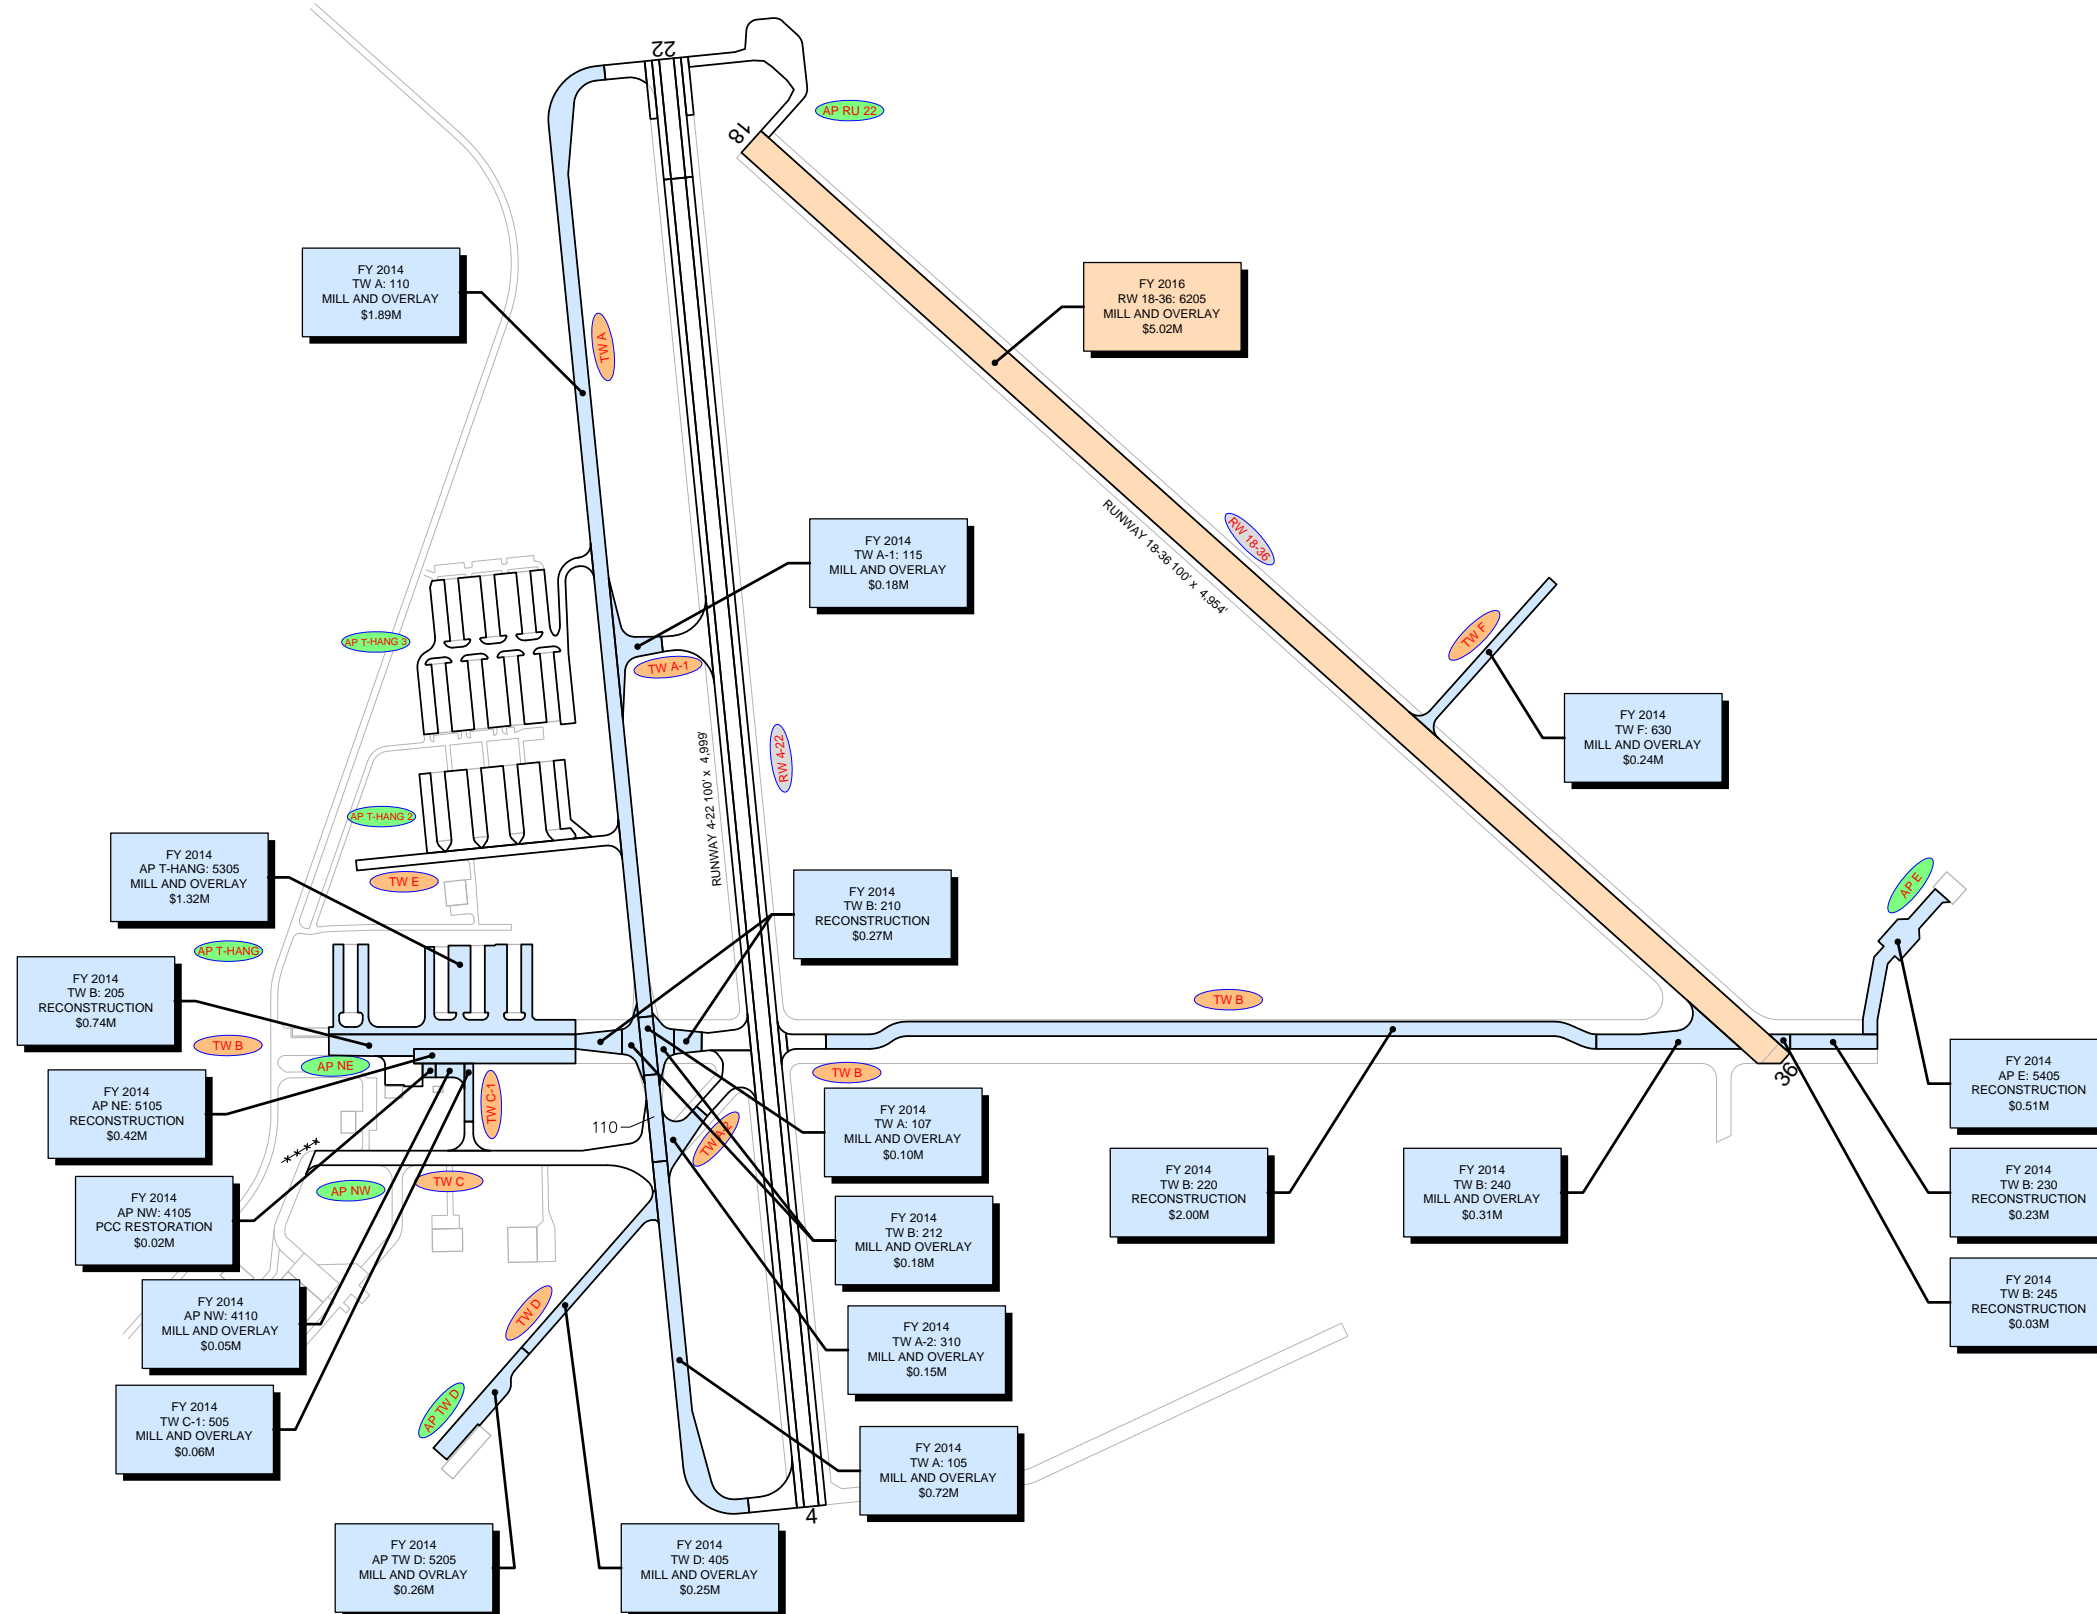 22
AP RU 22
18
FY 2014
TW A: 110
MILL AND OVERLAY
$1.89M
FY 2016
RW 18-36: 6205
MILL AND OVERLAY
$5.02M
TW A
FY 2014
TW A-1: 115
MILL AND OVERLAY
$0.18M
RW 18-36
RUNWAY 18-36 100' x 4,954'
AP T-HANG 3
TW A-1
TW F
FY 2014
TW F: 630
MILL AND OVERLAY
$0.24M
RW 4-22
RUNWAY 4-22 100' x 4,999'
AP T-HANG 2
TW E
FY 2014
AP T-HANG: 5305
MILL AND OVERLAY
$1.32M
FY 2014
TW B: 210
RECONSTRUCTION
$0.27M
AP E
AP T-HANG
FY 2014
TW B: 205
RECONSTRUCTION
$0.74M
TW B
TW B
AP NE
TW B
36
FY 2014
AP NE: 5105
RECONSTRUCTION
$0.42M
TW C-1
110
TW A-2
FY 2014
TW A: 107
MILL AND OVERLAY
$0.10M
FY 2014
AP E: 5405
RECONSTRUCTION
$0.51M
AP NW
TW C
FY 2014
AP NW: 4105
PCC RESTORATION
$0.02M
FY 2014
TW B: 212
MILL AND OVERLAY
$0.18M
FY 2014
TW B: 220
RECONSTRUCTION
$2.00M
FY 2014
TW B: 240
MILL AND OVERLAY
$0.31M
FY 2014
TW B: 230
RECONSTRUCTION
$0.23M
FY 2014
AP NW: 4110
MILL AND OVERLAY
$0.05M
TW D
FY 2014
TW A-2: 310
MILL AND OVERLAY
$0.15M
FY 2014
TW B: 245
RECONSTRUCTION
$0.03M
FY 2014
TW C-1: 505
MILL AND OVERLAY
$0.06M
AP TW D
FY 2014
TW A: 105
MILL AND OVERLAY
$0.72M
4
FY 2014
AP TW D: 5205
MILL AND OVRLAY
$0.26M
FY 2014
TW D: 405
MILL AND OVERLAY
$0.25M